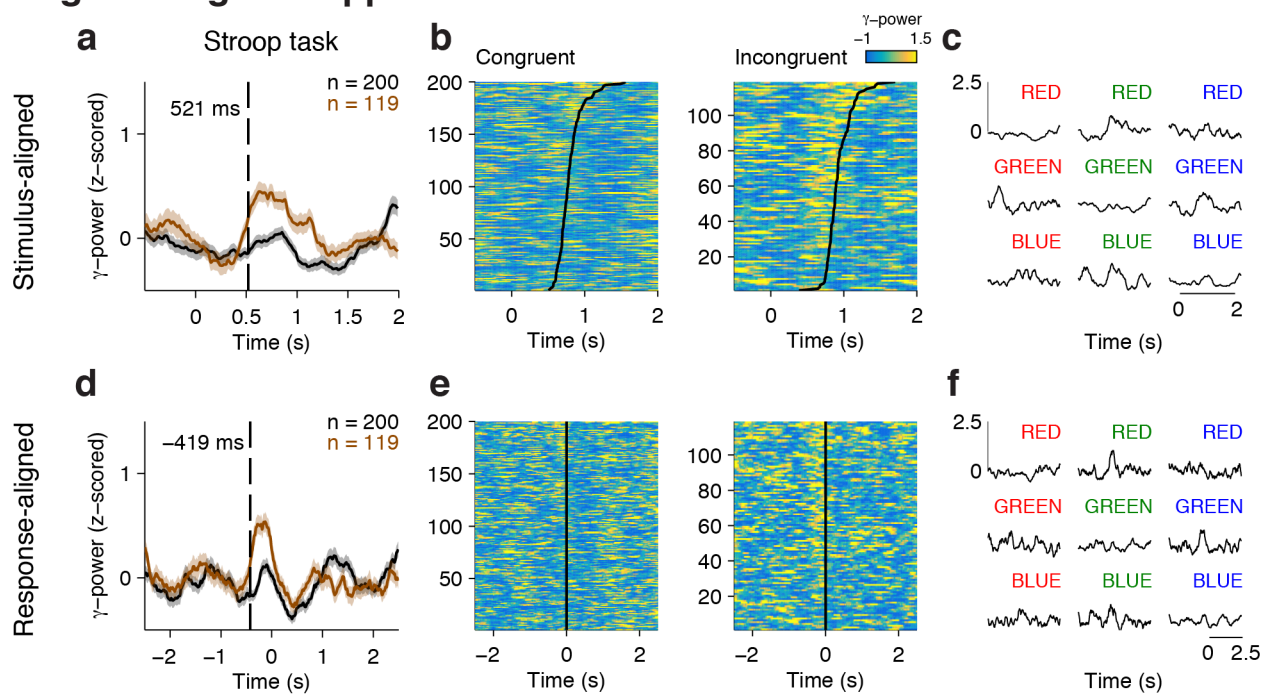 a
Stroop task
b
Congruent
Incongruent
γ−power
−1 1.5
c
Stimulus-aligned
γ−power (z−scored)
1
0
521 ms
n = 200
n = 119
0 0.5 1 1.5 2
Time (s)
200
150
100
50
0 1 2
Time (s)
100
80
60
40
20
0 1 2
Time (s)
2.5
0
RED RED RED
GREEN GREEN GREEN
BLUE BLUE BLUE
0 2
Time (s)
d
e
f
Response-aligned
γ−power (z−scored)
1
0
−419 ms
n = 200
n = 119
−2 −1 0 1 2
Time (s)
200
150
100
50
−2 0 2
Time (s)
100
80
60
40
20
−2 0 2
Time (s)
2.5
0
RED RED RED
GREEN GREEN GREEN
BLUE BLUE BLUE
0 2.5
Time (s)